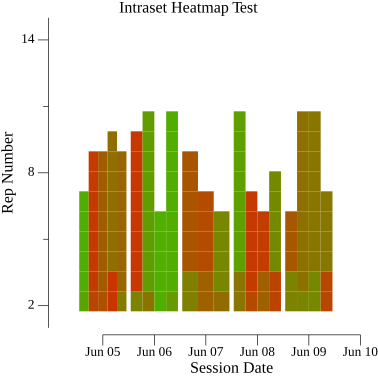 Intraset Heatmap Test
14
8
2
Rep Number
Jun 05 Jun 06 Jun 07 Jun 08 Jun 09 Jun 10
Session Date